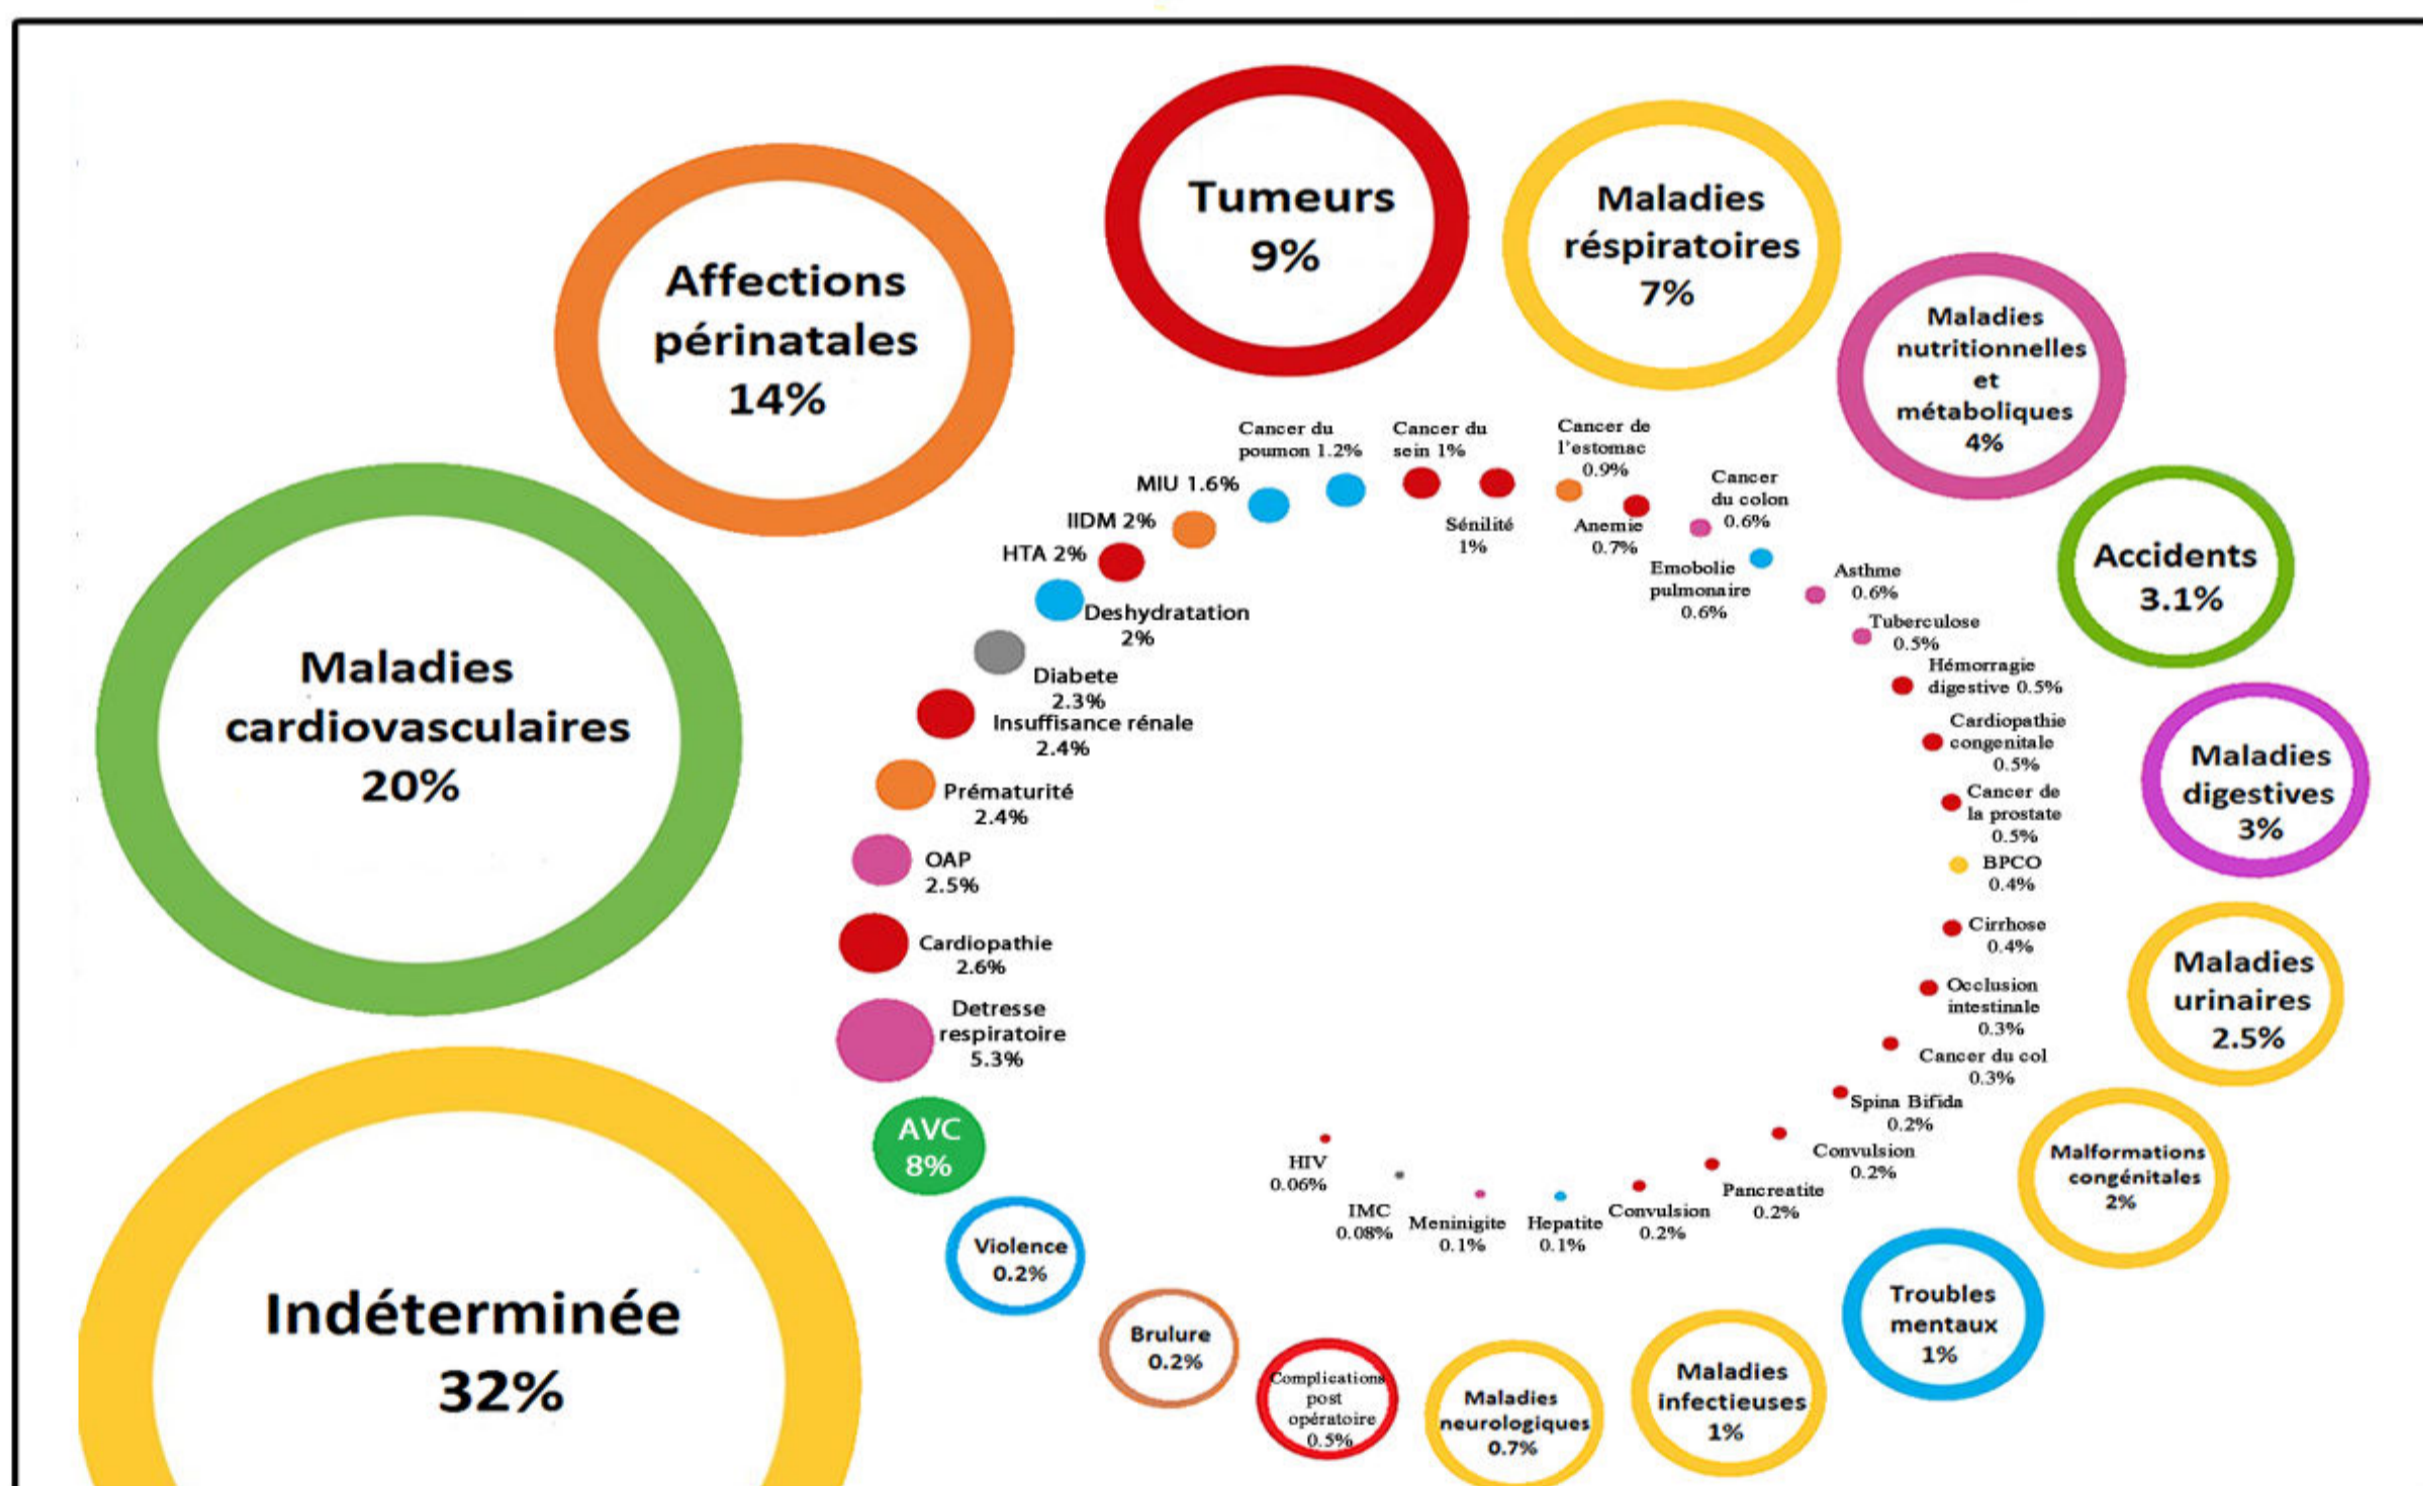 Tumeurs
9%
Maladies
réspiratoires
7%
Affections
périnatales
14%
Maladies
nutritionnelles
et
métaboliques
4%
Accidents
3.1%
Maladies
digestives
3%
Maladies
urinaires
2.5%
Malformations
congénitales
2%
Troubles
mentaux
1%
Maladies
infectieuses
1%
Maladies
neurologiques
0.7%
Complications
post
opératoire
0.5%
Brulure
0.2%
Violence
0.2%
Indéterminée
32%
Maladies
cardiovasculaires
20%
AVC
8%
Detresse
respiratoire
5.3%
Cardiopathie
2.6%
OAP
2.5%
Prématurité
2.4%
Insuffisance rénale
2.4%
Diabete
2.3%
Deshydratation
2%
HTA 2%
IIDM 2%
MIU 1.6%
Cancer du
poumon 1.2%
Cancer du
sein 1%
Sénilité
1%
Cancer de
l'estomac
0.9%
Anemie
0.7%
Cancer
du colon
0.6%
Emobolie
pulmonaire
0.6%
Asthme
0.6%
Tuberculose
0.5%
Hémorragie
digestive 0.5%
Cardiopathie
congenitale
0.5%
Cancer de
la prostate
0.5%
BPCO
0.4%
Cirrhose
0.4%
Occlusion
intestinale
0.3%
Cancer du col
0.3%
Spina Bifida
0.2%
Convulsion
0.2%
Pancreatite
0.2%
Convulsion
0.2%
Hepatite
0.1%
Meninigite
0.1%
IMC
0.08%
HIV
0.06%